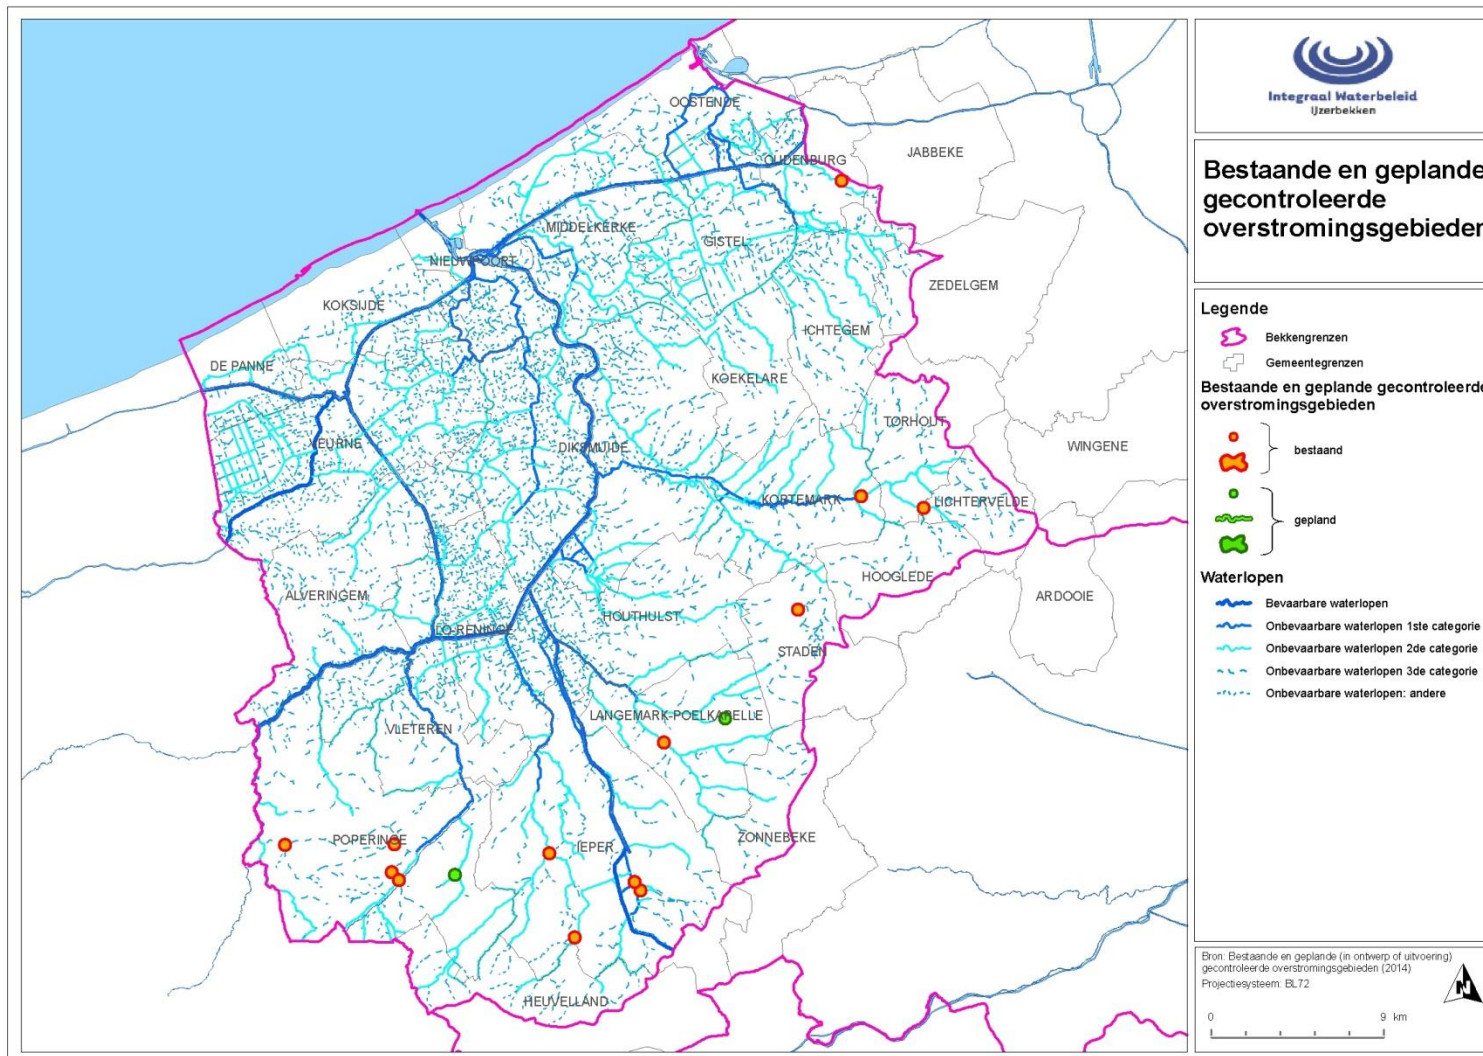 OOSTENDE
OUDENBURG
JABBEKE
MIDDELKERKE
GISTEL
NIEUWPOORT
ZEDELGEM
KOKSIJDE
ICHTEGEM
DE PANNE
KOEKELARE
TORHOUT
VEURNE
DIKSMUIDE
WINGENE
KORTEMARK
LICHTERVELDE
HOOGLEDE
ALVERINGEM
ARDOOIE
HOUTHULST
LO-RENINGE
STADEN
LANGEMARK-POELKAPELLE
VLETEREN
POPERINGE
IEPER
ZONNEBEKE
HEUVELLAND
Integraal Waterbeleid
IJzerbekken
Bestaande en geplande
gecontroleerde
overstromingsgebieden
Legende
Bekkengrenzen
Gemeentegrenzen
Bestaande en geplande gecontroleerde
overstromingsgebieden
bestaand
gepland
Waterlopen
Bevaarbare waterlopen
Onbevaarbare waterlopen 1ste categorie
Onbevaarbare waterlopen 2de categorie
Onbevaarbare waterlopen 3de categorie
Onbevaarbare waterlopen: andere
Bron: Bestaande en geplande (in ontwerp of uitvoering)
gecontroleerde overstromingsgebieden (2014)
Projectiesysteem: BL72
N
0 9 km